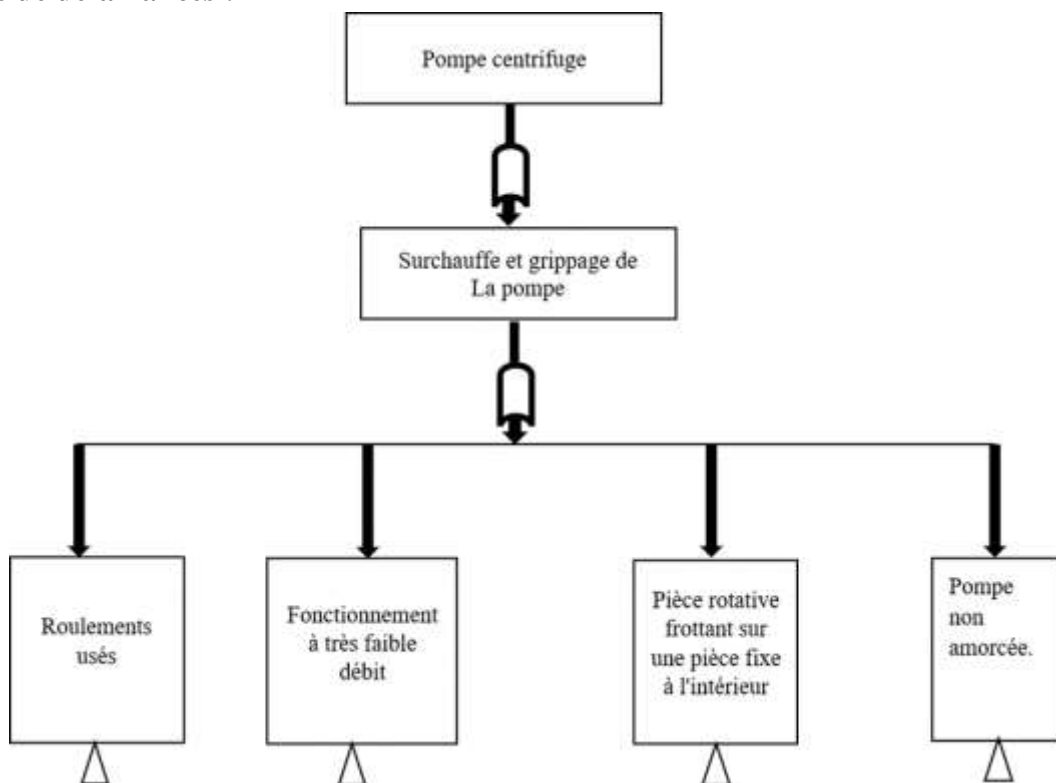 Pompe centrifuge
Surchauffe et grippage de
La pompe
Roulements
usés
Fonctionnement
à très faible
débit
Pièce rotative
frottant sur
une pièce fixe
à l'intérieur
Pompe
non
amorcée.